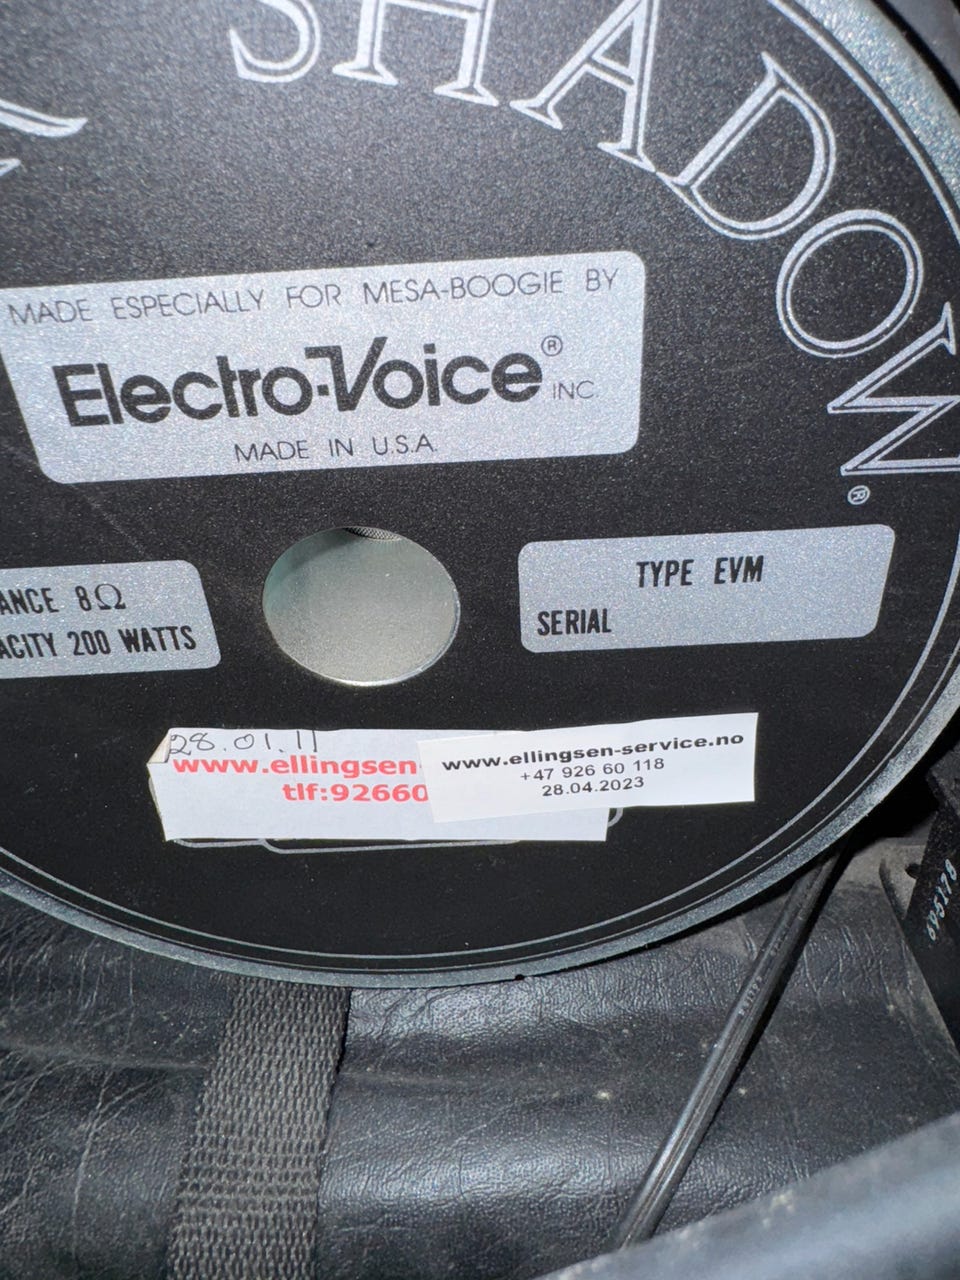 SHADOW®
MADE ESPECIALLY FOR MESA-BOOGIE BY
Electro-Voice®
INC
MADE IN U.S.A.
ANCE 8Ω
ACITY 200 WATTS
TYPE EVM
SERIAL
28.01.11
www.ellingsen-
tlf:92660
www.ellingsen-service.no
+47 926 60 118
28.04.2023